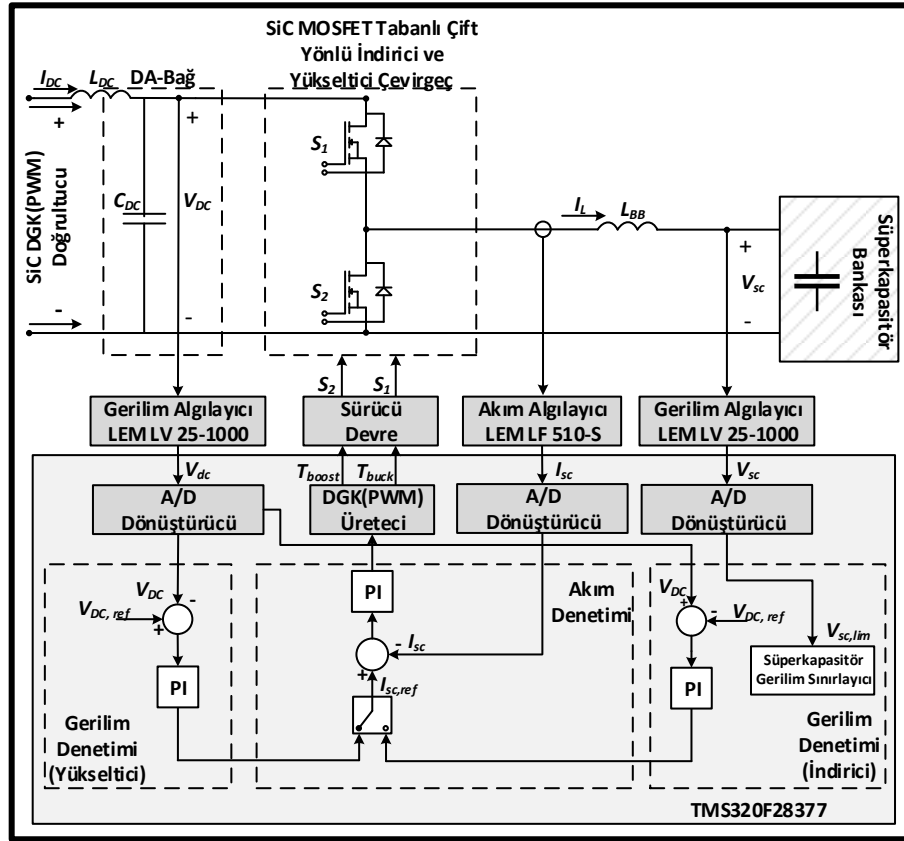 SiC MOSFET Tabanlı Çift
Yönlü İndirici ve
Yükseltici Çevirgeç
I_DC
L_DC
DA-Bağ
+
+
S_1
C_DC
V_DC
I_L
L_BB
SiC DGK(PWM)
Doğrultucu
S_2
+
V_sc
-
Süperkapasitör
Bankası
-
-
S_2
S_1
Gerilim Algılayıcı
LEM LV 25-1000
Sürücü
Devre
Akım Algılayıcı
LEM LF 510-S
Gerilim Algılayıcı
LEM LV 25-1000
V_dc
T_boost
T_buck
I_sc
V_sc
A/D
Dönüştürücü
DGK(PWM)
Üreteci
A/D
Dönüştürücü
A/D
Dönüştürücü
V_DC
-
V_DC, ref
+
PI
Gerilim
Denetimi
(Yükseltici)
PI
Akım
Denetimi
- I_sc
+
I_sc,ref
V_DC
+
-
V_DC, ref
PI
V_sc,lim
Süperkapasitör
Gerilim Sınırlayıcı
Gerilim
Denetimi
(İndirici)
TMS320F28377